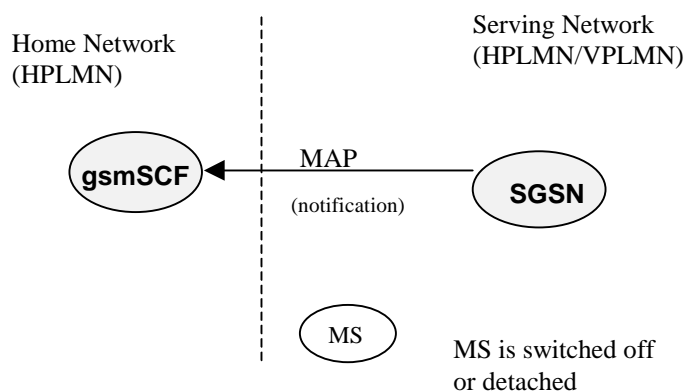 Home Network
(HPLMN)
Serving Network
(HPLMN/VPLMN)
gsmSCF
MAP
(notification)
SGSN
MS
MS is switched off
or detached